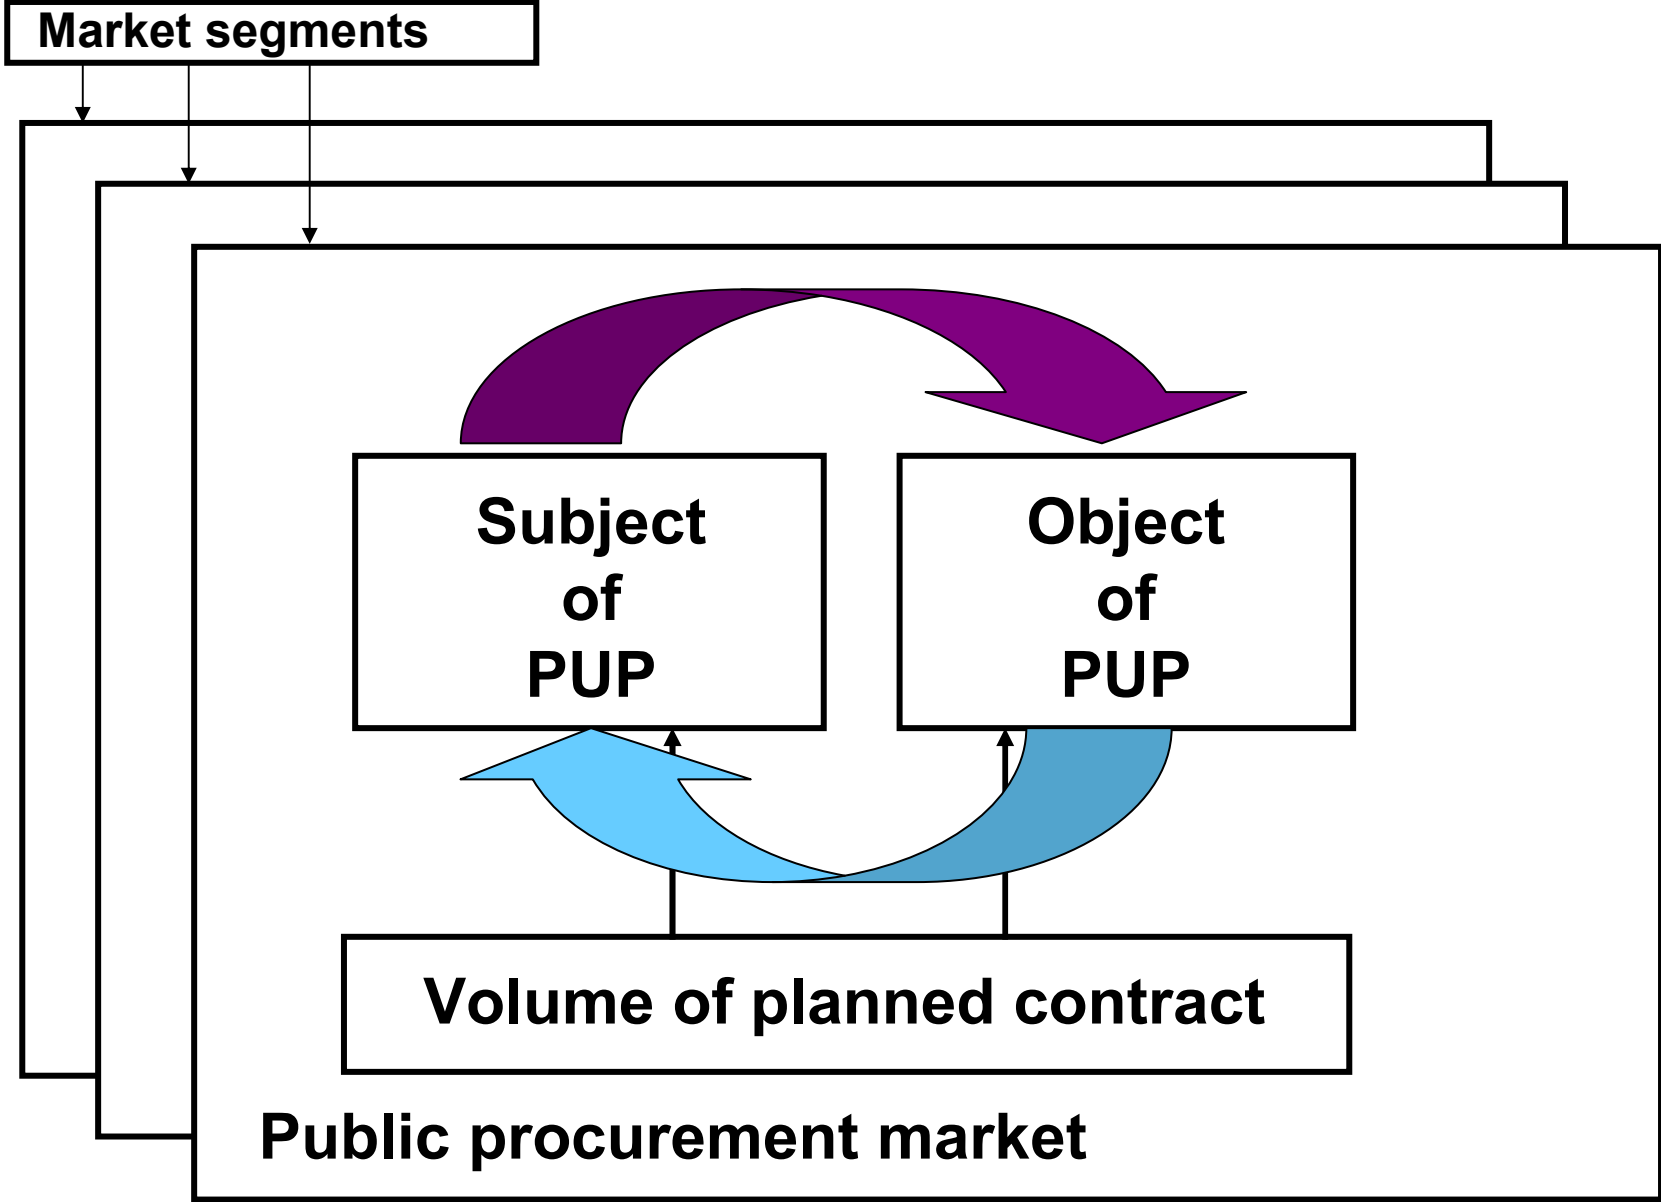 Market segments
Subject
of
PUP
Object
of
PUP
Volume of planned contract
Public procurement market